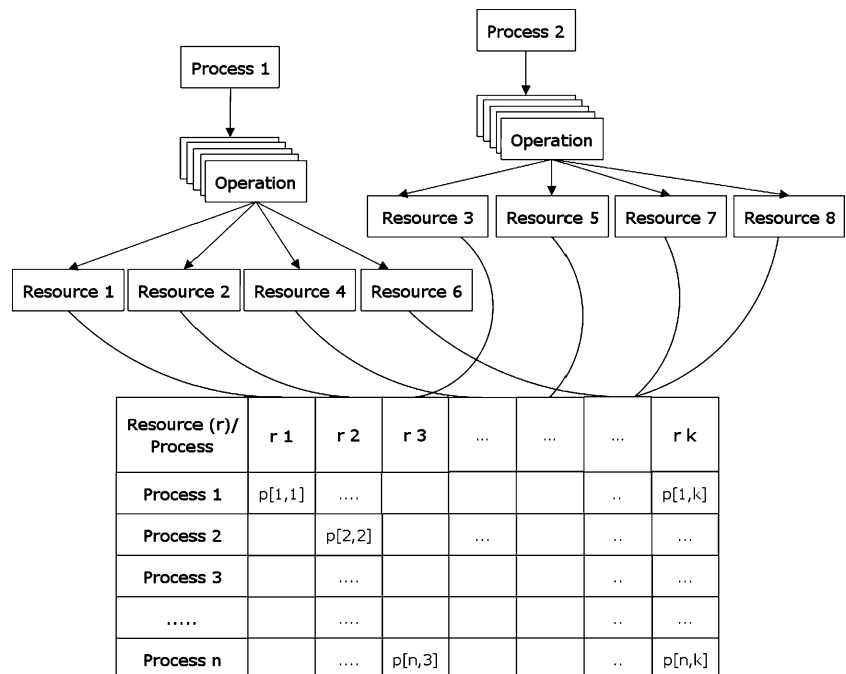 Process 2
Process 1
Operation
Operation
Resource 3
Resource 5
Resource 7
Resource 8
Resource 1
Resource 2
Resource 4
Resource 6
Resource (r)/
Process
r 1
r 2
r 3
...
...
...
r k
Process 1
p[1,1]
....
..
p[1,k]
Process 2
p[2,2]
...
..
...
Process 3
....
..
...
.....
....
..
...
Process n
....
p[n,3]
..
p[n,k]